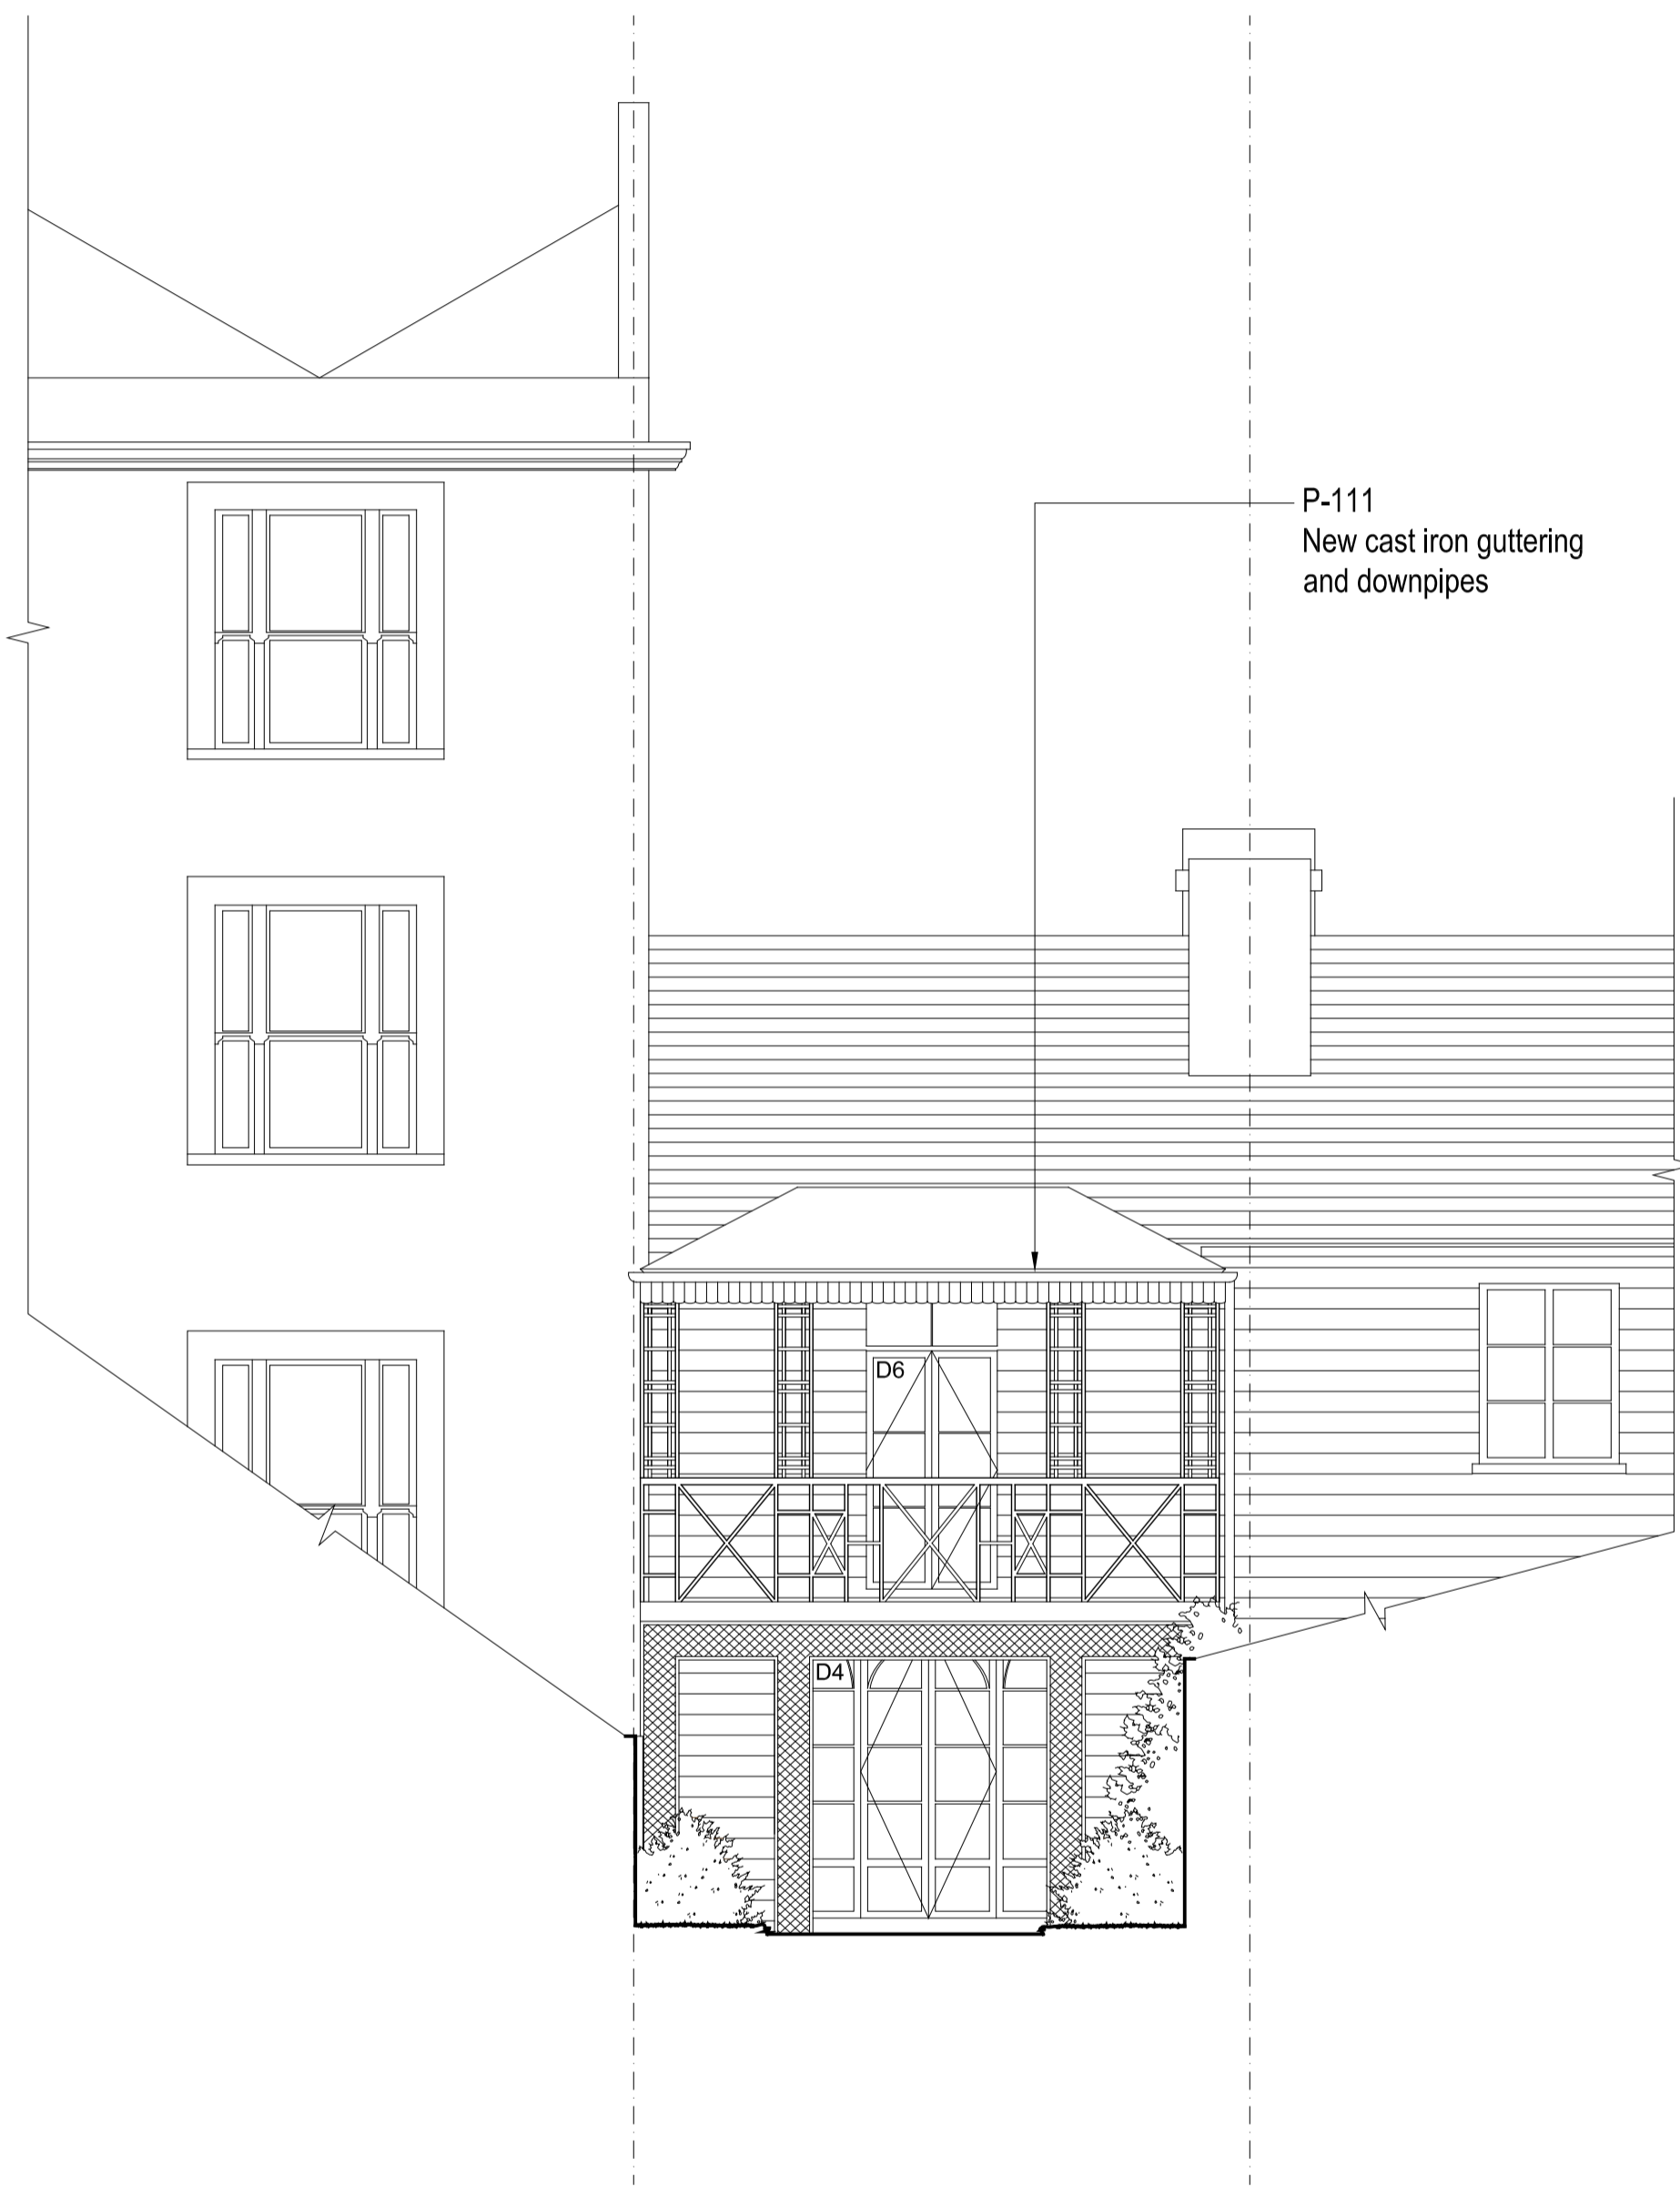 P-111
New cast iron guttering
and downpipes
D6
D4